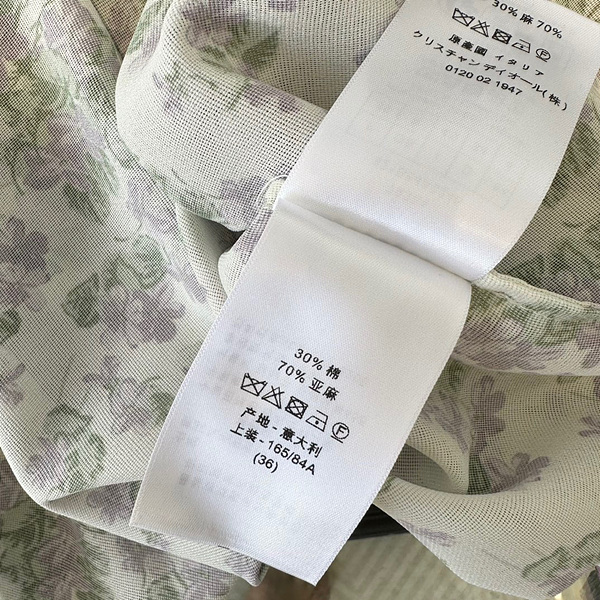 30% 麻 70%
原産國 イタリア
クリスチャン ディオール(株)
0120 02 1947
30% 棉
70% 亚麻
产地 - 意大利
上装 - 165/84A
(36)